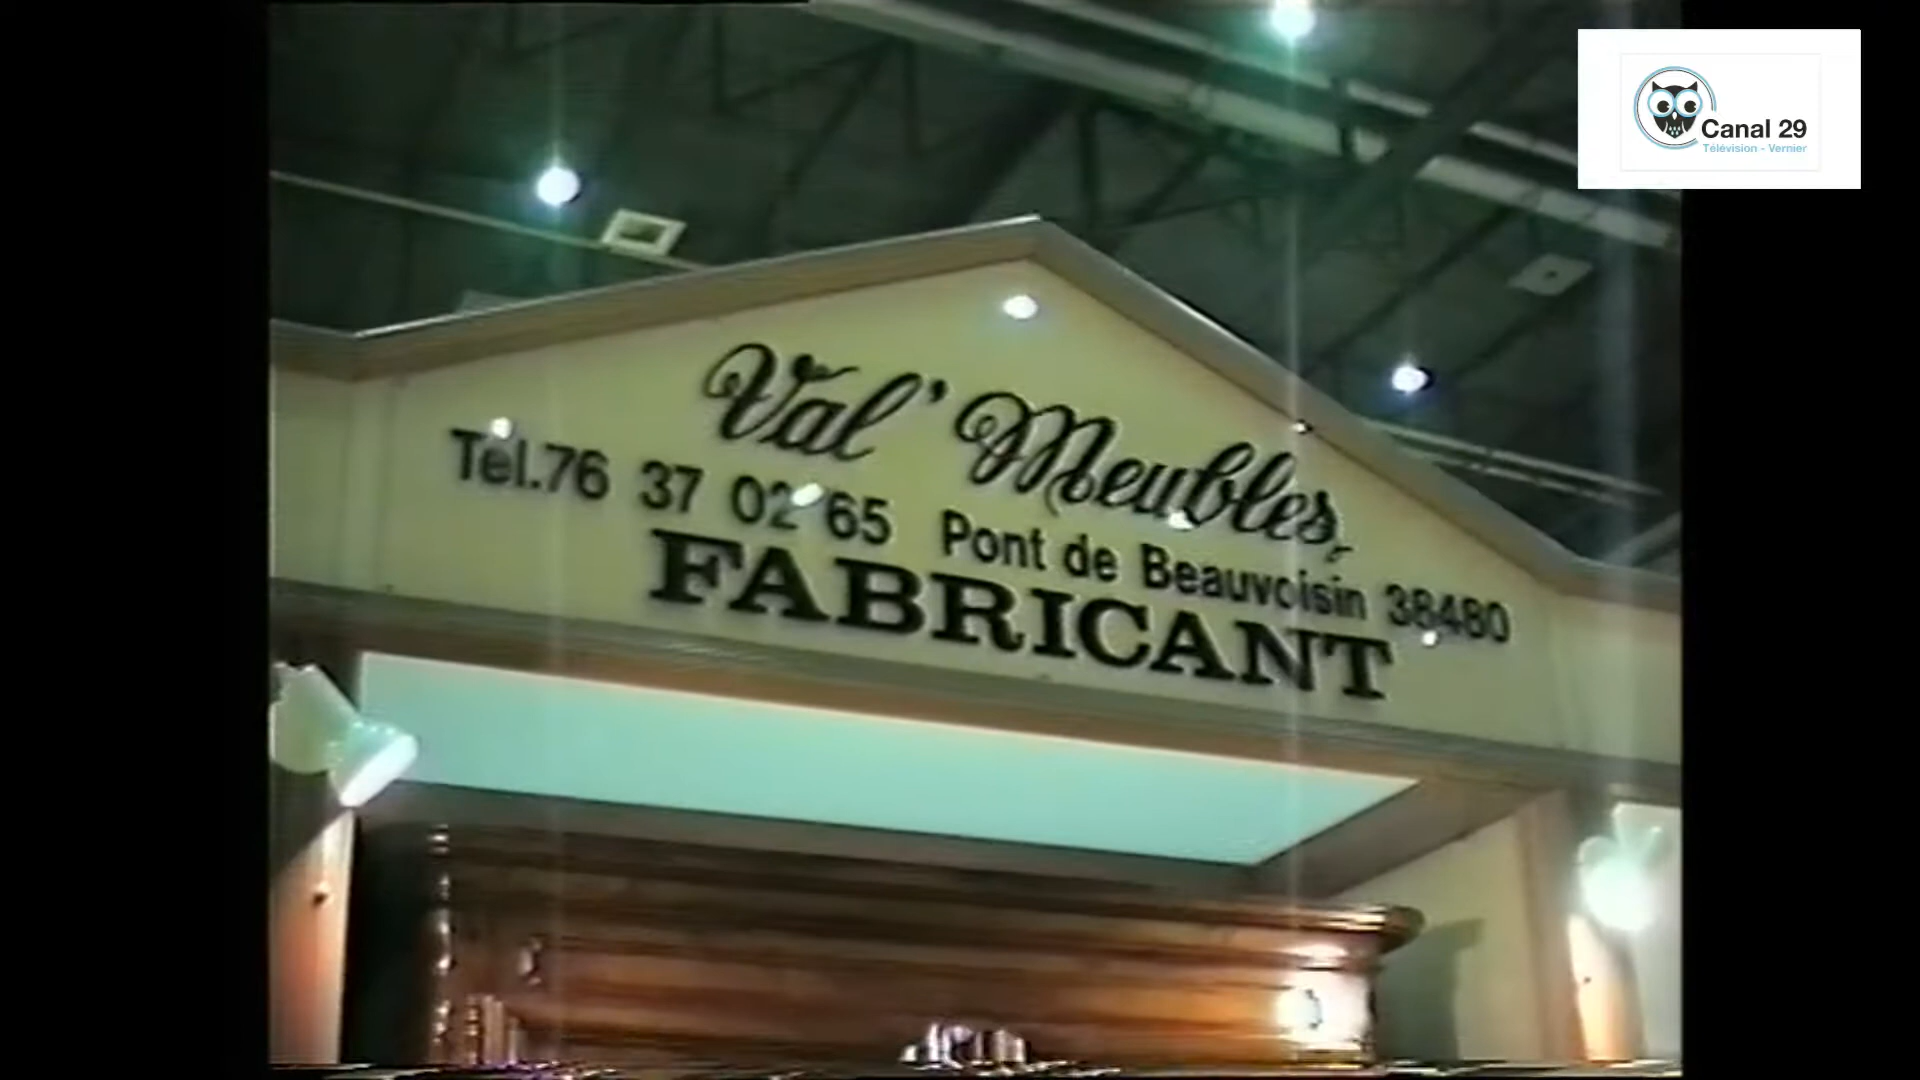 Canal 29
Télévision - Vernier
Val' Meubles,
Tel.76 37 02 65 Pont de Beauvoisin 38480
FABRICANT